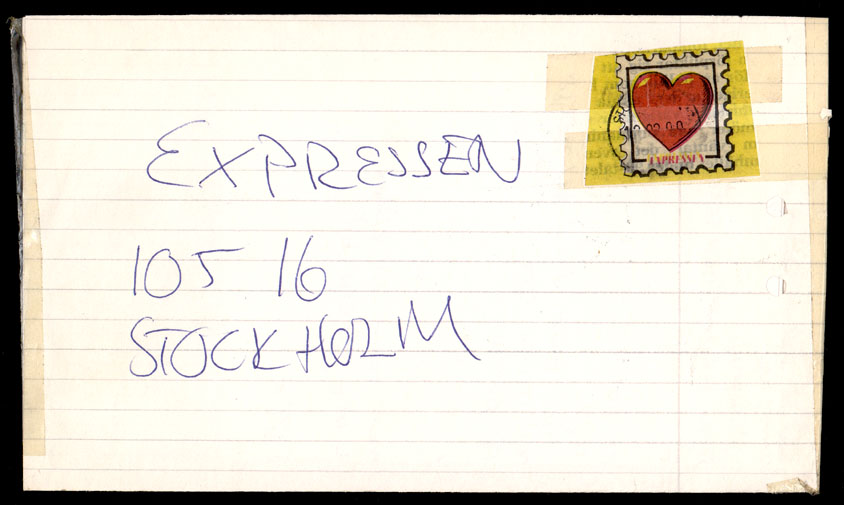 EXPRESSEN
EXPRESSEN
105 16
STOCKHOLM